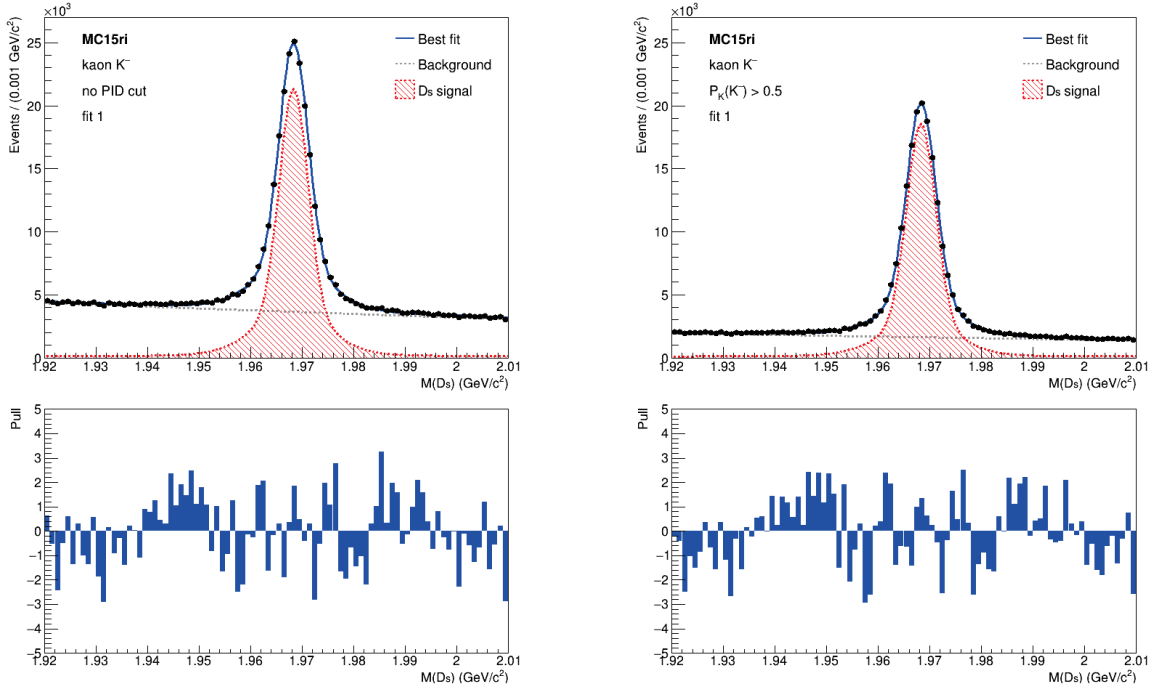 ×10³
Events / (0.001 GeV/c²)
25
20
15
10
5
0
MC15ri
kaon K⁻
no PID cut
fit 1
Best fit
Background
Ds signal
1.92 1.93 1.94 1.95 1.96 1.97 1.98 1.99 2 2.01
M(Ds) (GeV/c²)
×10³
Events / (0.001 GeV/c²)
25
20
15
10
5
0
MC15ri
kaon K⁻
P_K(K⁻) > 0.5
fit 1
Best fit
Background
Ds signal
1.92 1.93 1.94 1.95 1.96 1.97 1.98 1.99 2 2.01
M(Ds) (GeV/c²)
Pull
5
4
3
2
1
0
−1
−2
−3
−4
−5
1.92 1.93 1.94 1.95 1.96 1.97 1.98 1.99 2 2.01
M(Ds) (GeV/c²)
Pull
5
4
3
2
1
0
−1
−2
−3
−4
−5
1.92 1.93 1.94 1.95 1.96 1.97 1.98 1.99 2 2.01
M(Ds) (GeV/c²)